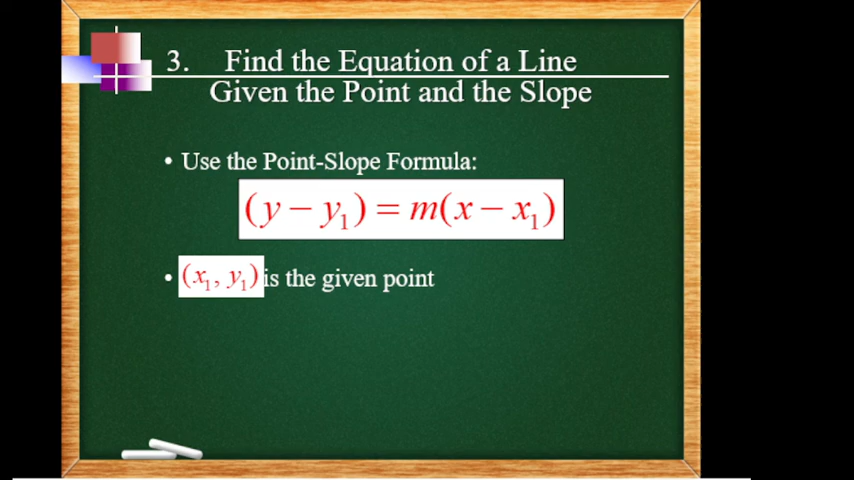 3. Find the Equation of a Line
Given the Point and the Slope
• Use the Point-Slope Formula:
(y − y₁) = m(x − x₁)
• (x₁, y₁) is the given point